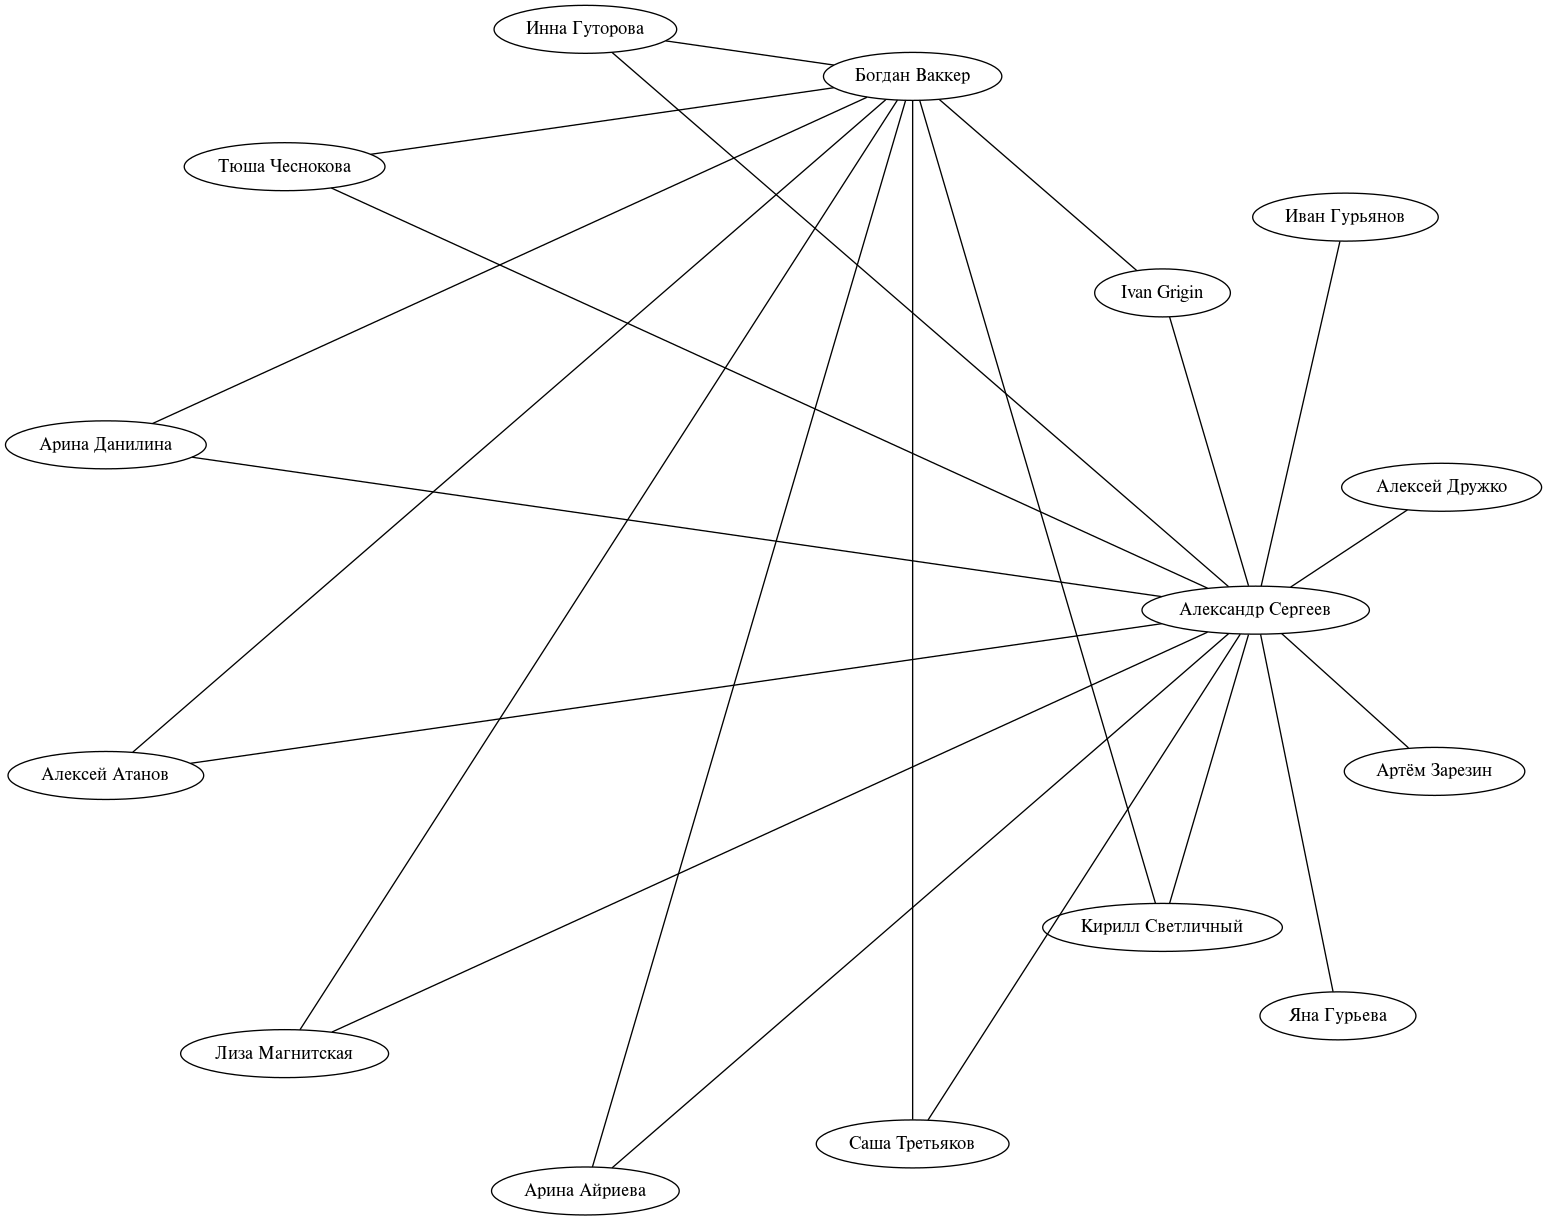 Инна Гуторова
Богдан Ваккер
Тюша Чеснокова
Иван Гурьянов
Ivan Grigin
Арина Данилина
Алексей Дружко
Александр Сергеев
Алексей Атанов
Артём Зарезин
Кирилл Светличный
Яна Гурьева
Лиза Магнитская
Саша Третьяков
Арина Айриева